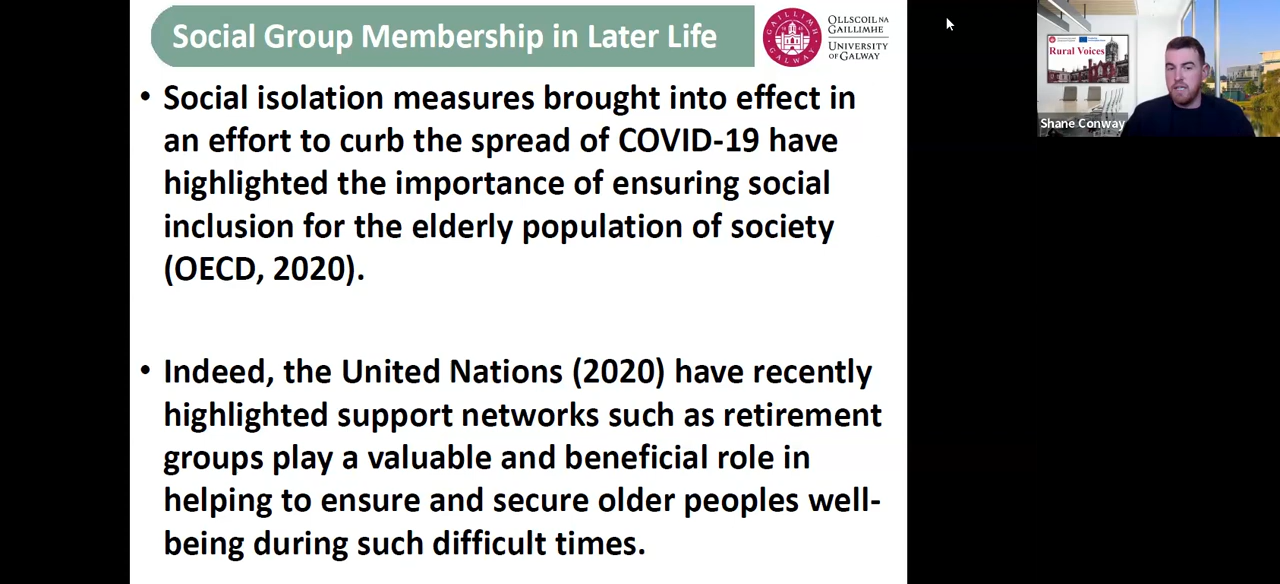 Social Group Membership in Later Life
OLLSCOIL NA
GAILLIMHE
UNIVERSITY
OF GALWAY
• Social isolation measures brought into effect in
an effort to curb the spread of COVID-19 have
highlighted the importance of ensuring social
inclusion for the elderly population of society
(OECD, 2020).
• Indeed, the United Nations (2020) have recently
highlighted support networks such as retirement
groups play a valuable and beneficial role in
helping to ensure and secure older peoples well-
being during such difficult times.
Rural Voices
Shane Conway